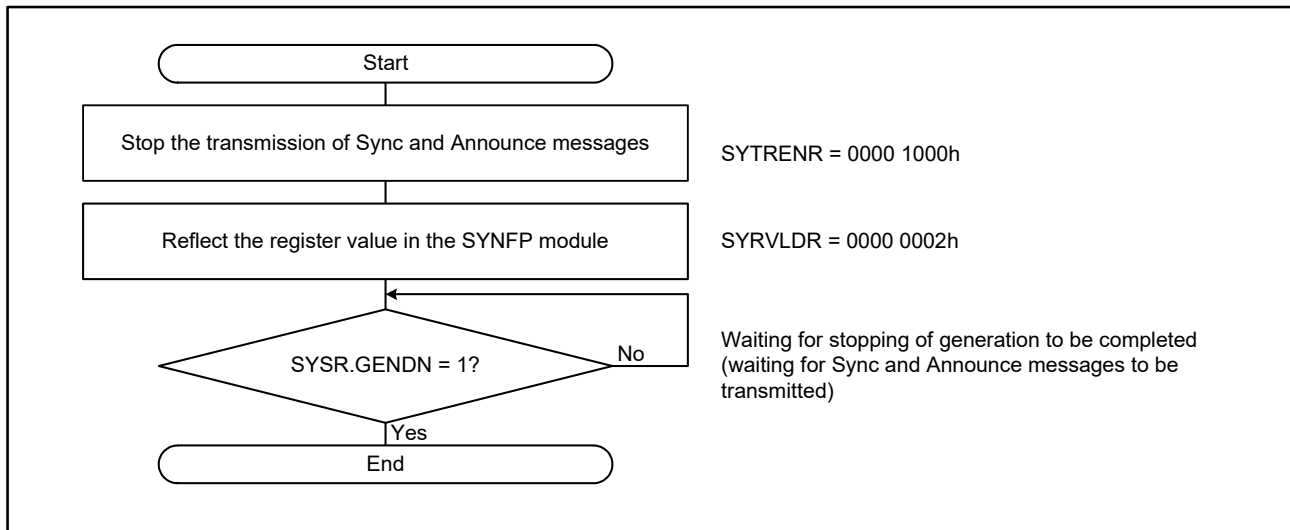 Start
Stop the transmission of Sync and Announce messages
SYTRENR = 0000 1000h
Reflect the register value in the SYNFP module
SYRVLDR = 0000 0002h
SYSR.GENDN = 1?
No
Waiting for stopping of generation to be completed
(waiting for Sync and Announce messages to be
transmitted)
Yes
End